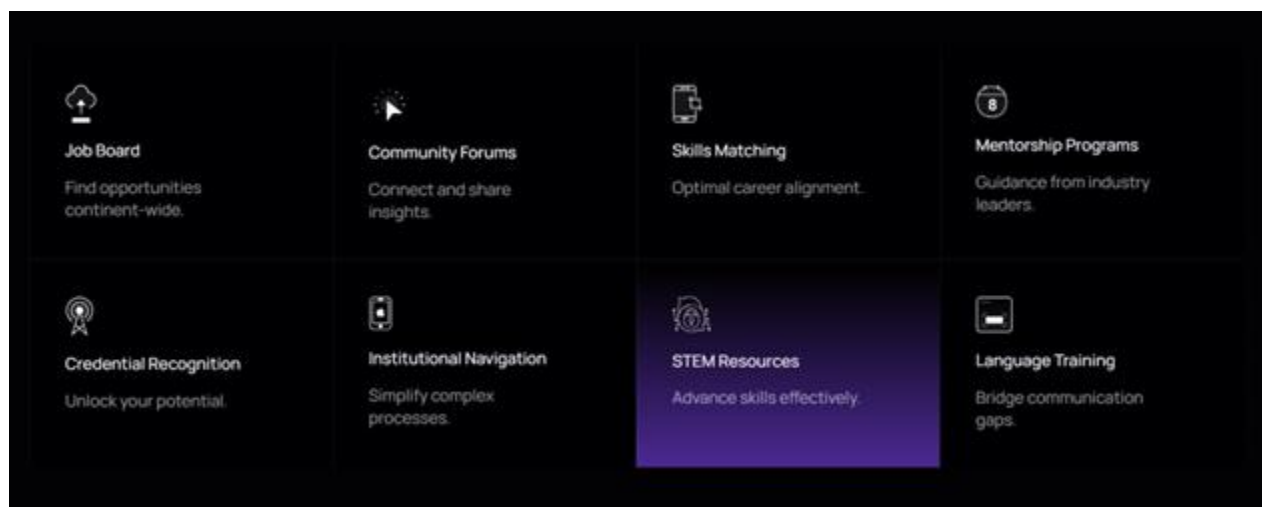 Job Board
Find opportunities
continent-wide.
Community Forums
Connect and share
insights.
Skills Matching
Optimal career alignment.
8
Mentorship Programs
Guidance from industry
leaders.
Credential Recognition
Unlock your potential.
Institutional Navigation
Simplify complex
processes.
STEM Resources
Advance skills effectively.
Language Training
Bridge communication
gaps.